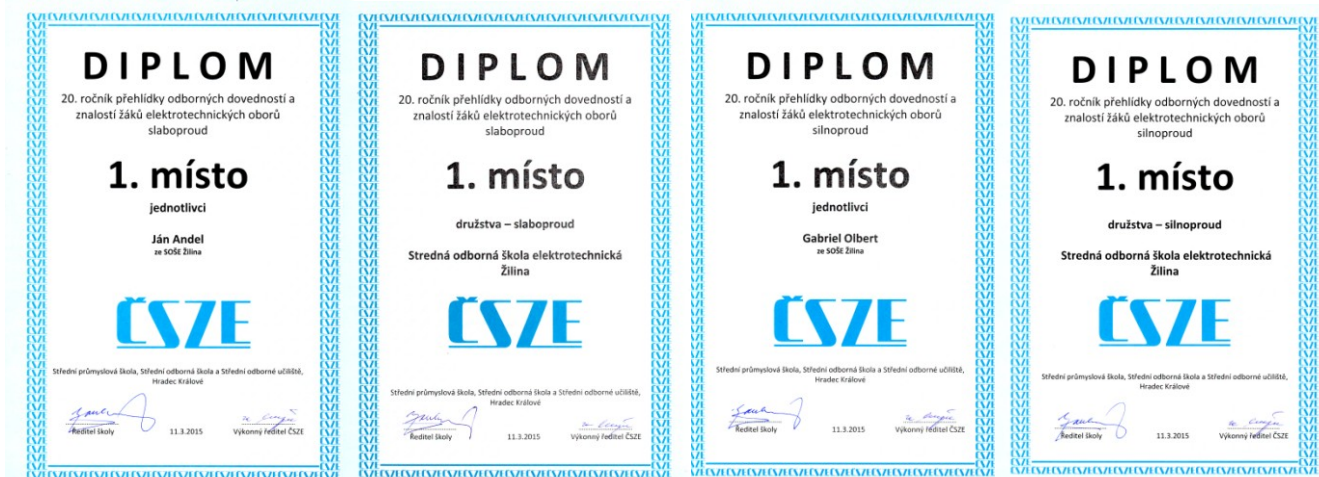 DIPLOM
20. ročník přehlídky odborných dovedností a
znalostí žáků elektrotechnických oborů
slaboproud
1. místo
jednotlivci
Ján Andel
ze SOŠE Žilina
ČSZE
Střední průmyslová škola, Střední odborná škola a Střední odborné učiliště,
Hradec Králové
Ředitel školy
11.3.2015
Výkonný ředitel ČSZE
DIPLOM
20. ročník přehlídky odborných dovedností a
znalostí žáků elektrotechnických oborů
slaboproud
1. místo
družstva – slaboproud
Stredná odborná škola elektrotechnická
Žilina
ČSZE
Střední průmyslová škola, Střední odborná škola a Střední odborné učiliště,
Hradec Králové
Ředitel školy
11.3.2015
Výkonný ředitel ČSZE
DIPLOM
20. ročník přehlídky odborných dovedností a
znalostí žáků elektrotechnických oborů
silnoproud
1. místo
jednotlivci
Gabriel Olbert
ze SOŠE Žilina
ČSZE
Střední průmyslová škola, Střední odborná škola a Střední odborné učiliště,
Hradec Králové
Ředitel školy
11.3.2015
Výkonný ředitel ČSZE
DIPLOM
20. ročník přehlídky odborných dovedností a
znalostí žáků elektrotechnických oborů
silnoproud
1. místo
družstva – silnoproud
Stredná odborná škola elektrotechnická
Žilina
ČSZE
Střední průmyslová škola, Střední odborná škola a Střední odborné učiliště,
Hradec Králové
Ředitel školy
11.3.2015
Výkonný ředitel ČSZE